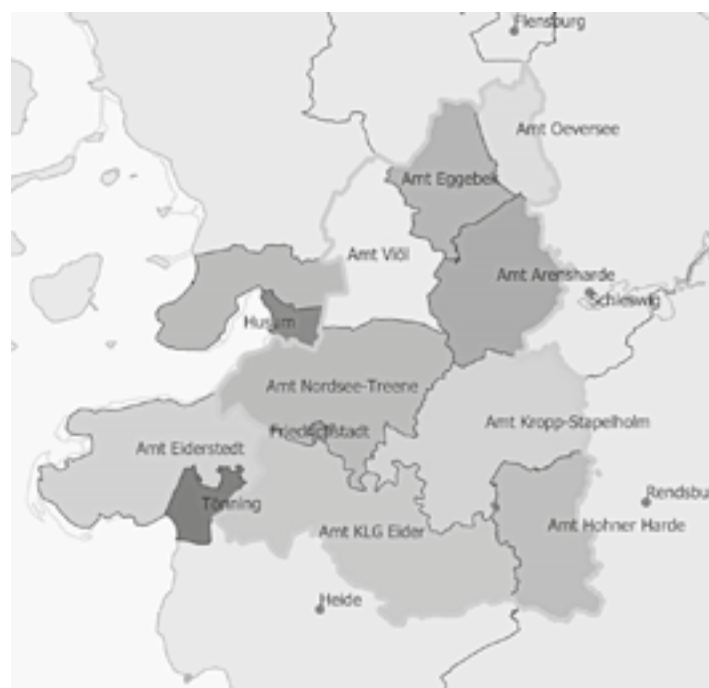 Flensburg
Amt Oeversee
Amt Eggebek
Amt Viöl
Amt Arensharde
Schleswig
Husum
Amt Nordsee-Treene
Amt Kropp-Stapelholm
Friedrichstadt
Amt Eiderstedt
Rendsbu
Tönning
Amt Hohner Harde
Amt KLG Eider
Heide